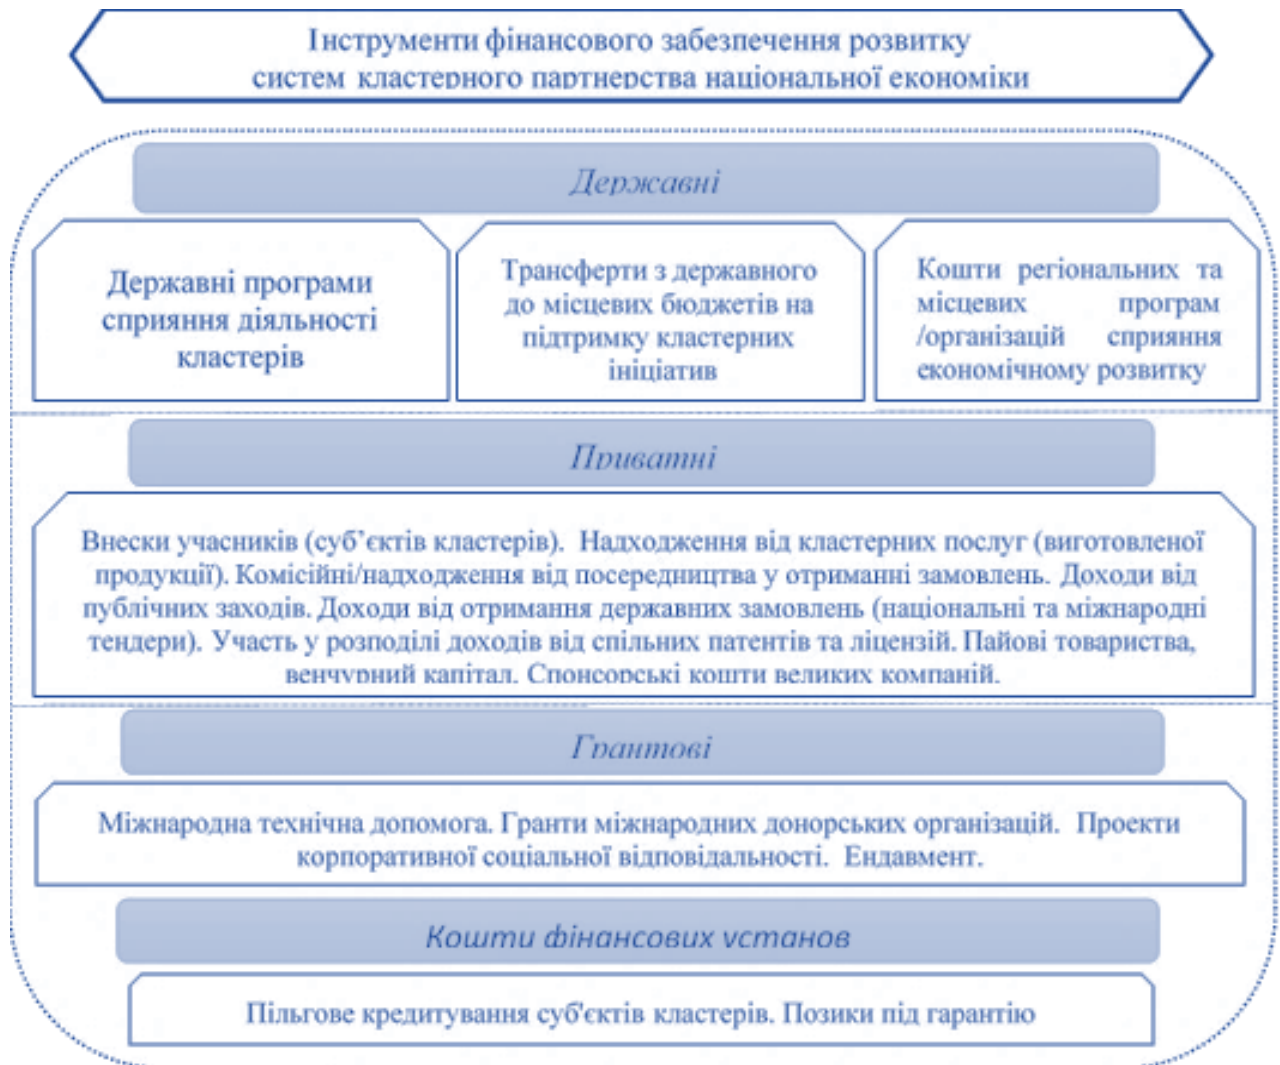 Інструменти фінансового забезпечення розвитку
систем кластерного партнерства національної економіки
Державні
Державні програми
сприяння діяльності
кластерів
Трансферти з державного
до місцевих бюджетів на
підтримку кластерних
ініціатив
Кошти регіональних та
місцевих програм
/організацій сприяння
економічному розвитку
Приватні
Внески учасників (суб’єктів кластерів). Надходження від кластерних послуг (виготовленої
продукції). Комісійні/надходження від посередництва у отриманні замовлень. Доходи від
публічних заходів. Доходи від отримання державних замовлень (національні та міжнародні
тендери). Участь у розподілі доходів від спільних патентів та ліцензій. Пайові товариства,
венчурний капітал. Спонсорські кошти великих компаній.
Грантові
Міжнародна технічна допомога. Гранти міжнародних донорських організацій. Проекти
корпоративної соціальної відповідальності. Ендавмент.
Кошти фінансових установ
Пільгове кредитування суб'єктів кластерів. Позики під гарантію